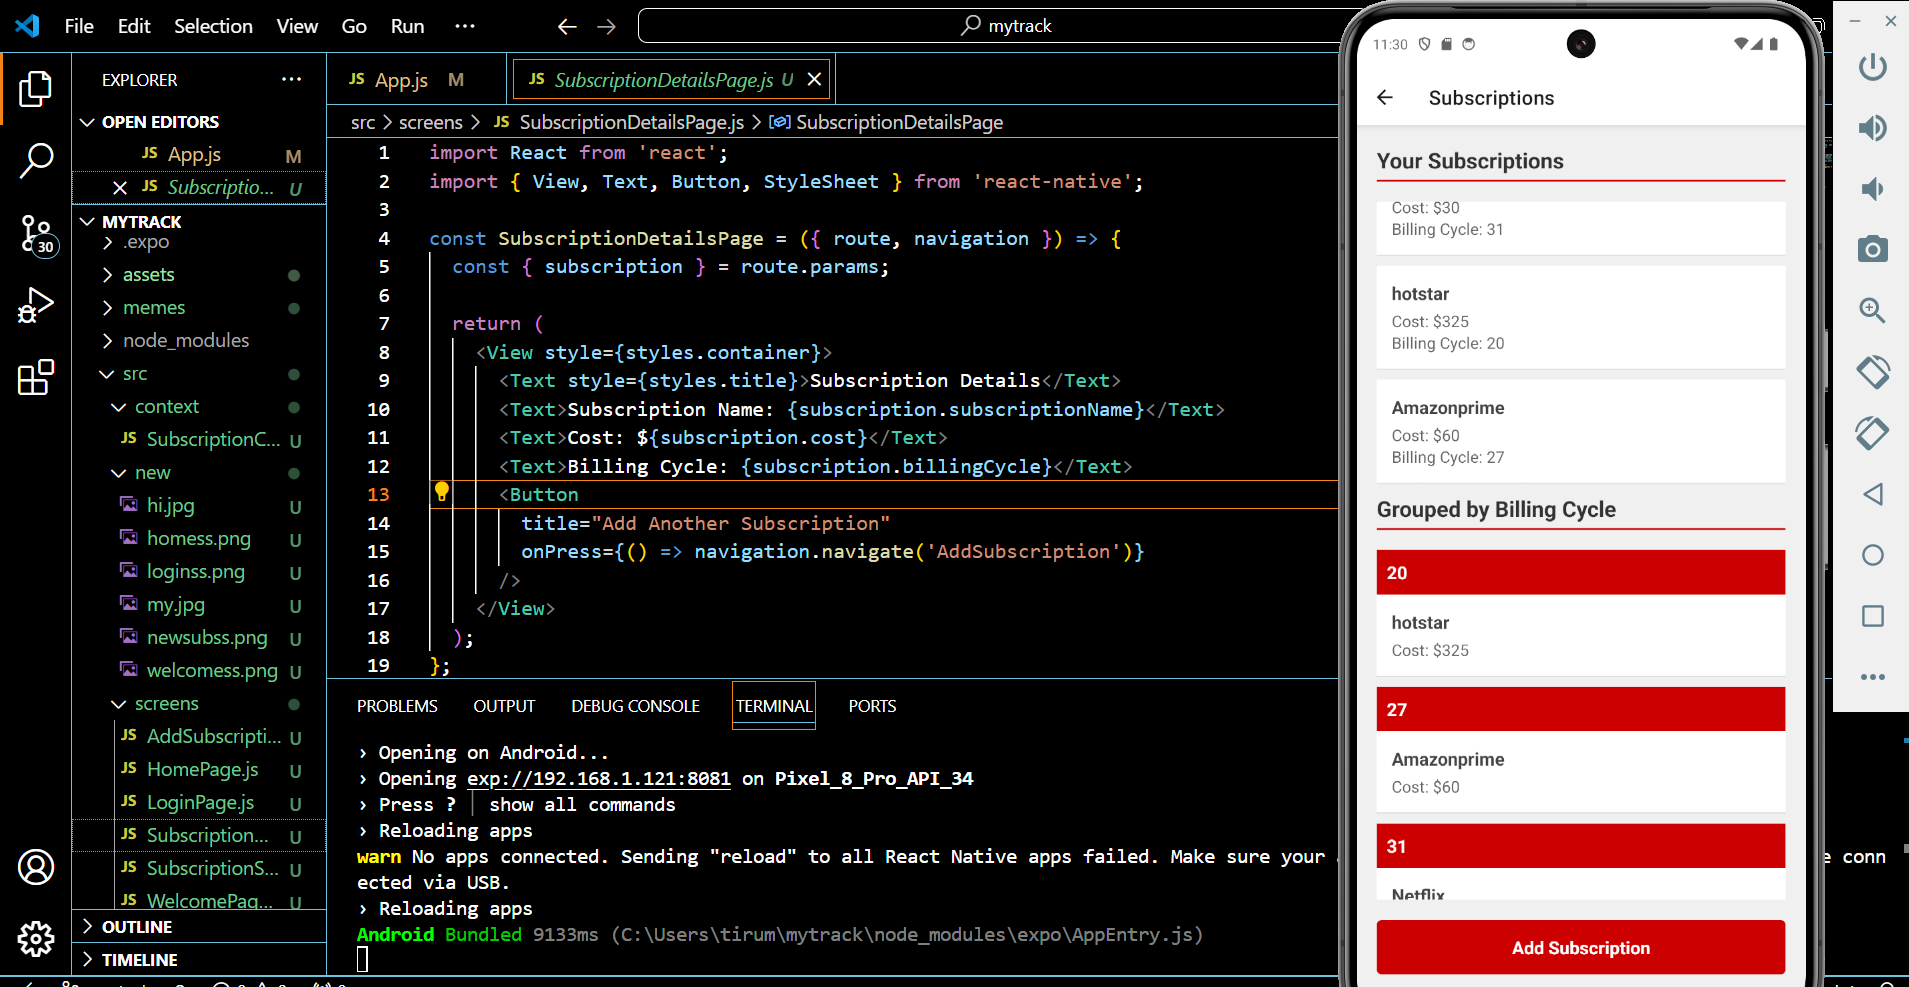 File Edit Selection View Go Run ···
mytrack
EXPLORER
OPEN EDITORS
JS App.js M
JS Subscriptio... U
MYTRACK
.expo
assets
memes
node_modules
src
context
JS SubscriptionC... U
new
hi.jpg U
homess.png U
loginss.png U
my.jpg U
newsubss.png U
welcomess.png U
screens
JS AddSubscripti... U
JS HomePage.js U
JS LoginPage.js U
JS Subscription... U
JS SubscriptionS... U
JS WelcomePag... U
OUTLINE
TIMELINE
30
JS App.js M
JS SubscriptionDetailsPage.js U
src > screens > JS SubscriptionDetailsPage.js > SubscriptionDetailsPage
1 import React from 'react';
2 import { View, Text, Button, StyleSheet } from 'react-native';
3
4 const SubscriptionDetailsPage = ({ route, navigation }) => {
5 const { subscription } = route.params;
6
7 return (
8 <View style={styles.container}>
9 <Text style={styles.title}>Subscription Details</Text>
10 <Text>Subscription Name: {subscription.subscriptionName}</Text>
11 <Text>Cost: ${subscription.cost}</Text>
12 <Text>Billing Cycle: {subscription.billingCycle}</Text>
13 <Button
14 title="Add Another Subscription"
15 onPress={() => navigation.navigate('AddSubscription')}
16 />
17 </View>
18 );
19 };
PROBLEMS OUTPUT DEBUG CONSOLE TERMINAL PORTS
› Opening on Android...
› Opening exp://192.168.1.121:8081 on Pixel_8_Pro_API_34
› Press ? │ show all commands
› Reloading apps
warn No apps connected. Sending "reload" to all React Native apps failed. Make sure your
e conn
ected via USB.
› Reloading apps
Android Bundled 9133ms (C:\Users\tirum\mytrack\node_modules\expo\AppEntry.js)
11:30
Subscriptions
Your Subscriptions
Cost: $30
Billing Cycle: 31
hotstar
Cost: $325
Billing Cycle: 20
Amazonprime
Cost: $60
Billing Cycle: 27
Grouped by Billing Cycle
20
hotstar
Cost: $325
27
Amazonprime
Cost: $60
31
Netflix
Add Subscription